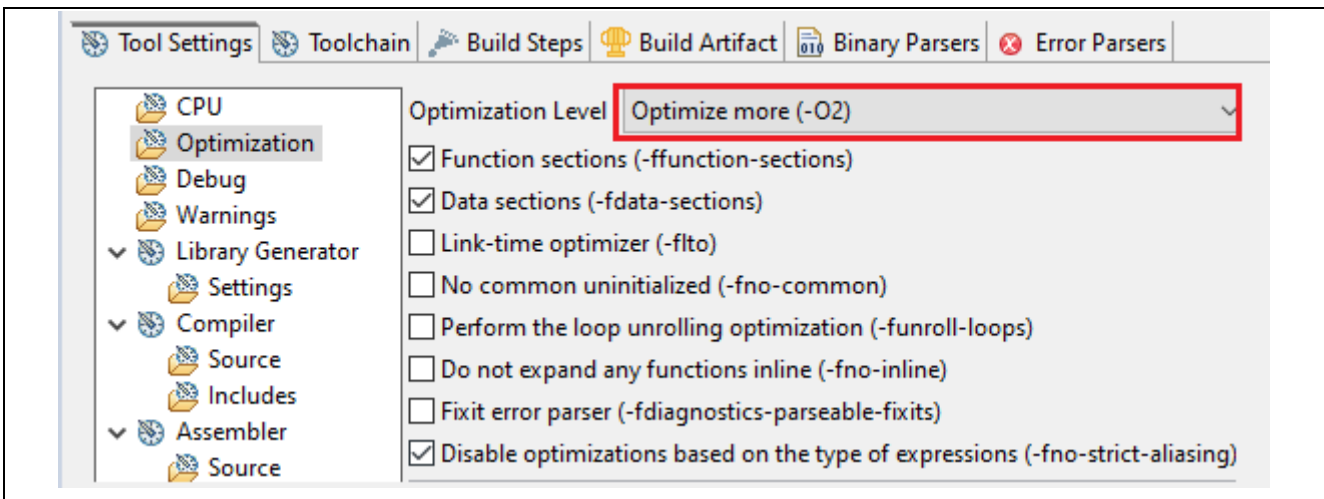 Tool Settings Toolchain Build Steps Build Artifact Binary Parsers Error Parsers
CPU
Optimization
Debug
Warnings
Library Generator
Settings
Compiler
Source
Includes
Assembler
Source
Optimization Level Optimize more (-O2)
Function sections (-ffunction-sections)
Data sections (-fdata-sections)
Link-time optimizer (-flto)
No common uninitialized (-fno-common)
Perform the loop unrolling optimization (-funroll-loops)
Do not expand any functions inline (-fno-inline)
Fixit error parser (-fdiagnostics-parseable-fixits)
Disable optimizations based on the type of expressions (-fno-strict-aliasing)